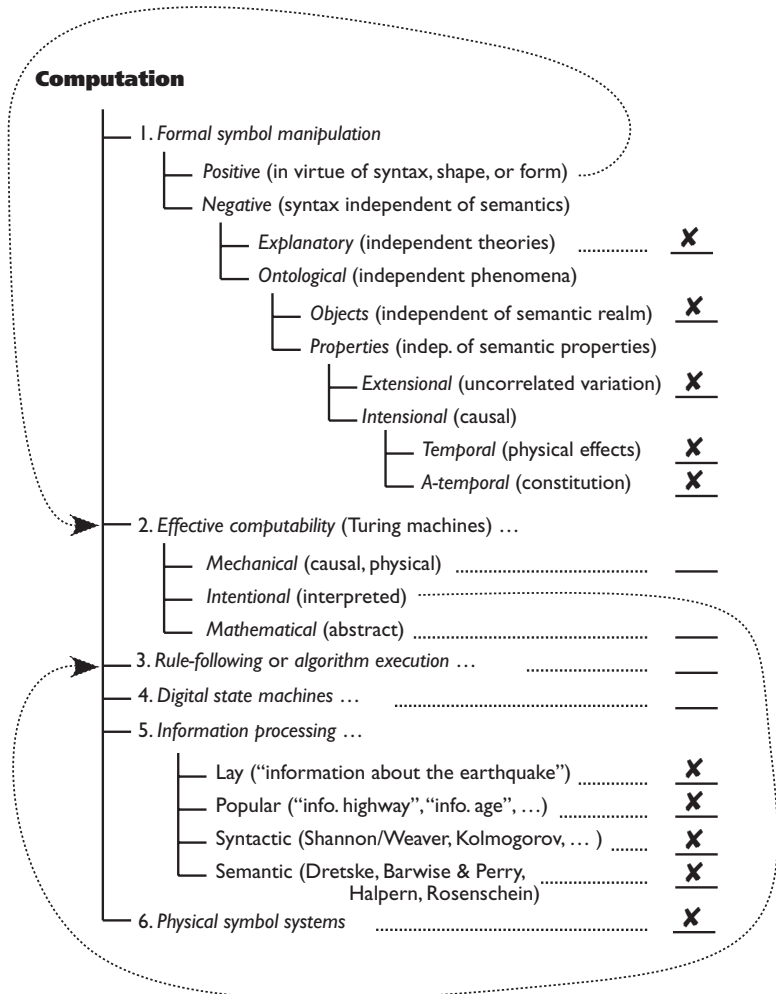 Computation
1. Formal symbol manipulation
Positive (in virtue of syntax, shape, or form)
Negative (syntax independent of semantics)
Explanatory (independent theories) .............. ✘
Ontological (independent phenomena)
Objects (independent of semantic realm) ✘
Properties (indep. of semantic properties)
Extensional (uncorrelated variation) ✘
Intensional (causal)
Temporal (physical effects) ✘
A-temporal (constitution) ✘
2. Effective computability (Turing machines) …
Mechanical (causal, physical) ..............
Intentional (interpreted)
Mathematical (abstract) ..............
3. Rule-following or algorithm execution … ..............
4. Digital state machines … ..............
5. Information processing …
Lay (“information about the earthquake”) .............. ✘
Popular (“info. highway”, “info. age”, …) .............. ✘
Syntactic (Shannon/Weaver, Kolmogorov, … ) ...... ✘
Semantic (Dretske, Barwise & Perry, .............. ✘
Halpern, Rosenschein)
6. Physical symbol systems .............. ✘